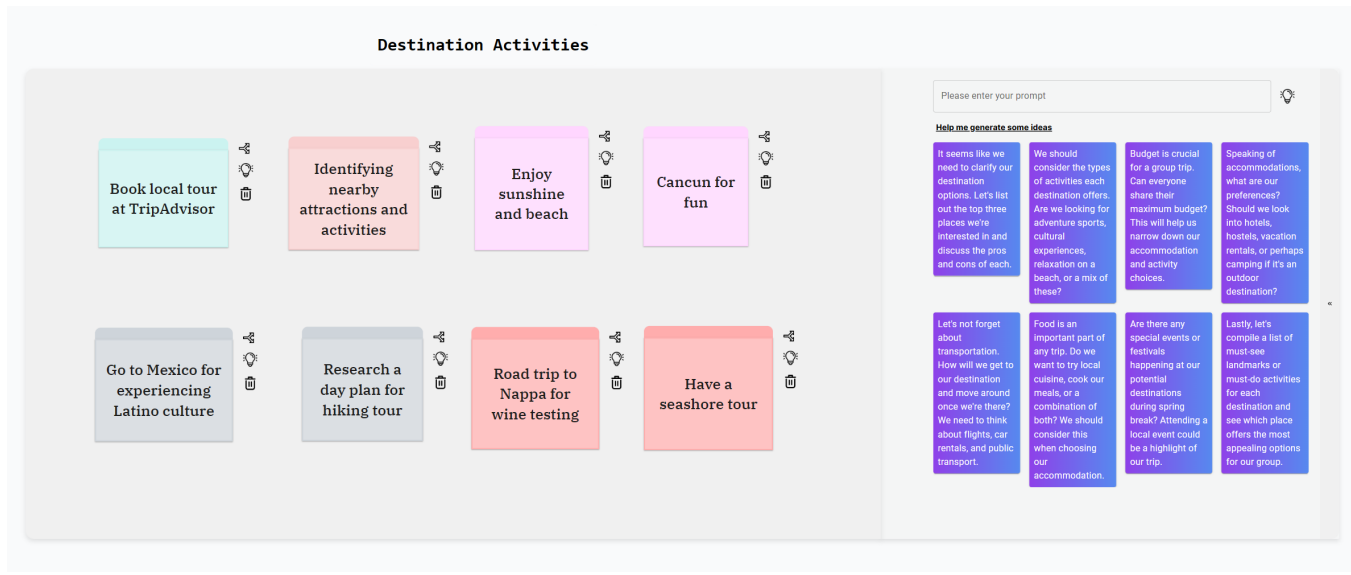 Destination Activities
Book local tour
at TripAdvisor
Identifying
nearby
attractions and
activities
Enjoy
sunshine
and beach
Cancun for
fun
Go to Mexico for
experiencing
Latino culture
Research a
day plan for
hiking tour
Road trip to
Nappa for
wine testing
Have a
seashore tour
Please enter your prompt
Help me generate some ideas
It seems like we
need to clarify our
destination
options. Let's list
out the top three
places we're
interested in and
discuss the pros
and cons of each.
We should
consider the types
of activities each
destination offers.
Are we looking for
adventure sports,
cultural
experiences,
relaxation on a
beach, or a mix of
these?
Budget is crucial
for a group trip.
Can everyone
share their
maximum budget?
This will help us
narrow down our
accommodation
and activity
choices.
Speaking of
accommodations,
what are our
preferences?
Should we look
into hotels,
hostels, vacation
rentals, or perhaps
camping if it's an
outdoor
destination?
«
Let's not forget
about
transportation.
How will we get to
our destination
and move around
once we're there?
We need to think
about flights, car
rentals, and public
transport.
Food is an
important part of
any trip. Do we
want to try local
cuisine, cook our
meals, or a
combination of
both? We should
consider this
when choosing
our
accommodation.
Are there any
special events or
festivals
happening at our
potential
destinations
during spring
break? Attending a
local event could
be a highlight of
our trip.
Lastly, let's
compile a list of
must-see
landmarks or
must-do activities
for each
destination and
see which place
offers the most
appealing options
for our group.